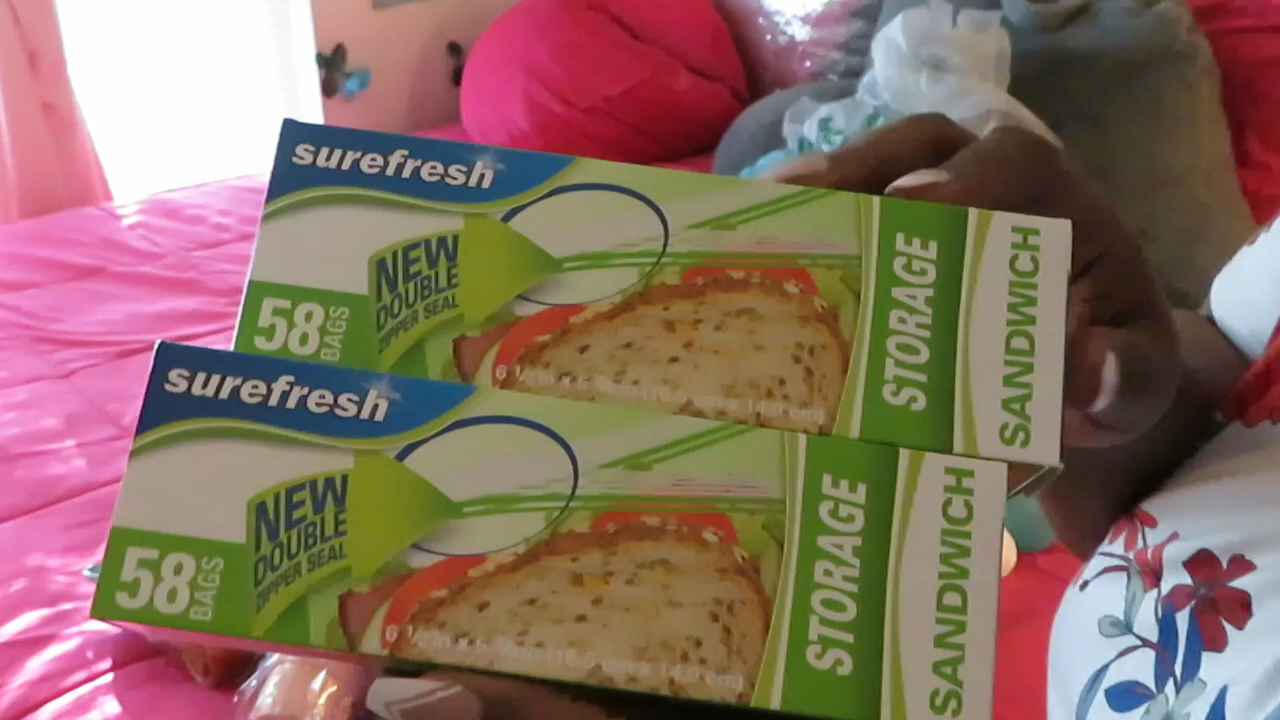 surefresh
NEW
DOUBLE
ZIPPER SEAL
58
BAGS
STORAGE
SANDWICH
surefresh
NEW
DOUBLE
ZIPPER SEAL
58
BAGS
STORAGE
SANDWICH